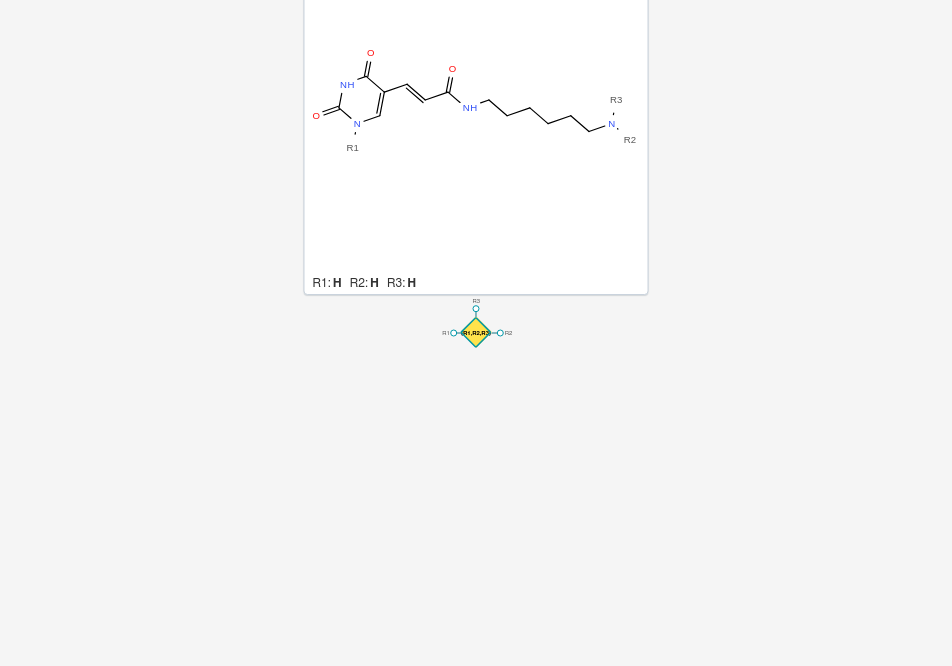 O
O
NH
R3
O
NH
O
N
N
R2
R1
R1: H R2: H R3: H
R3
R1 R1,R2,R3 R2